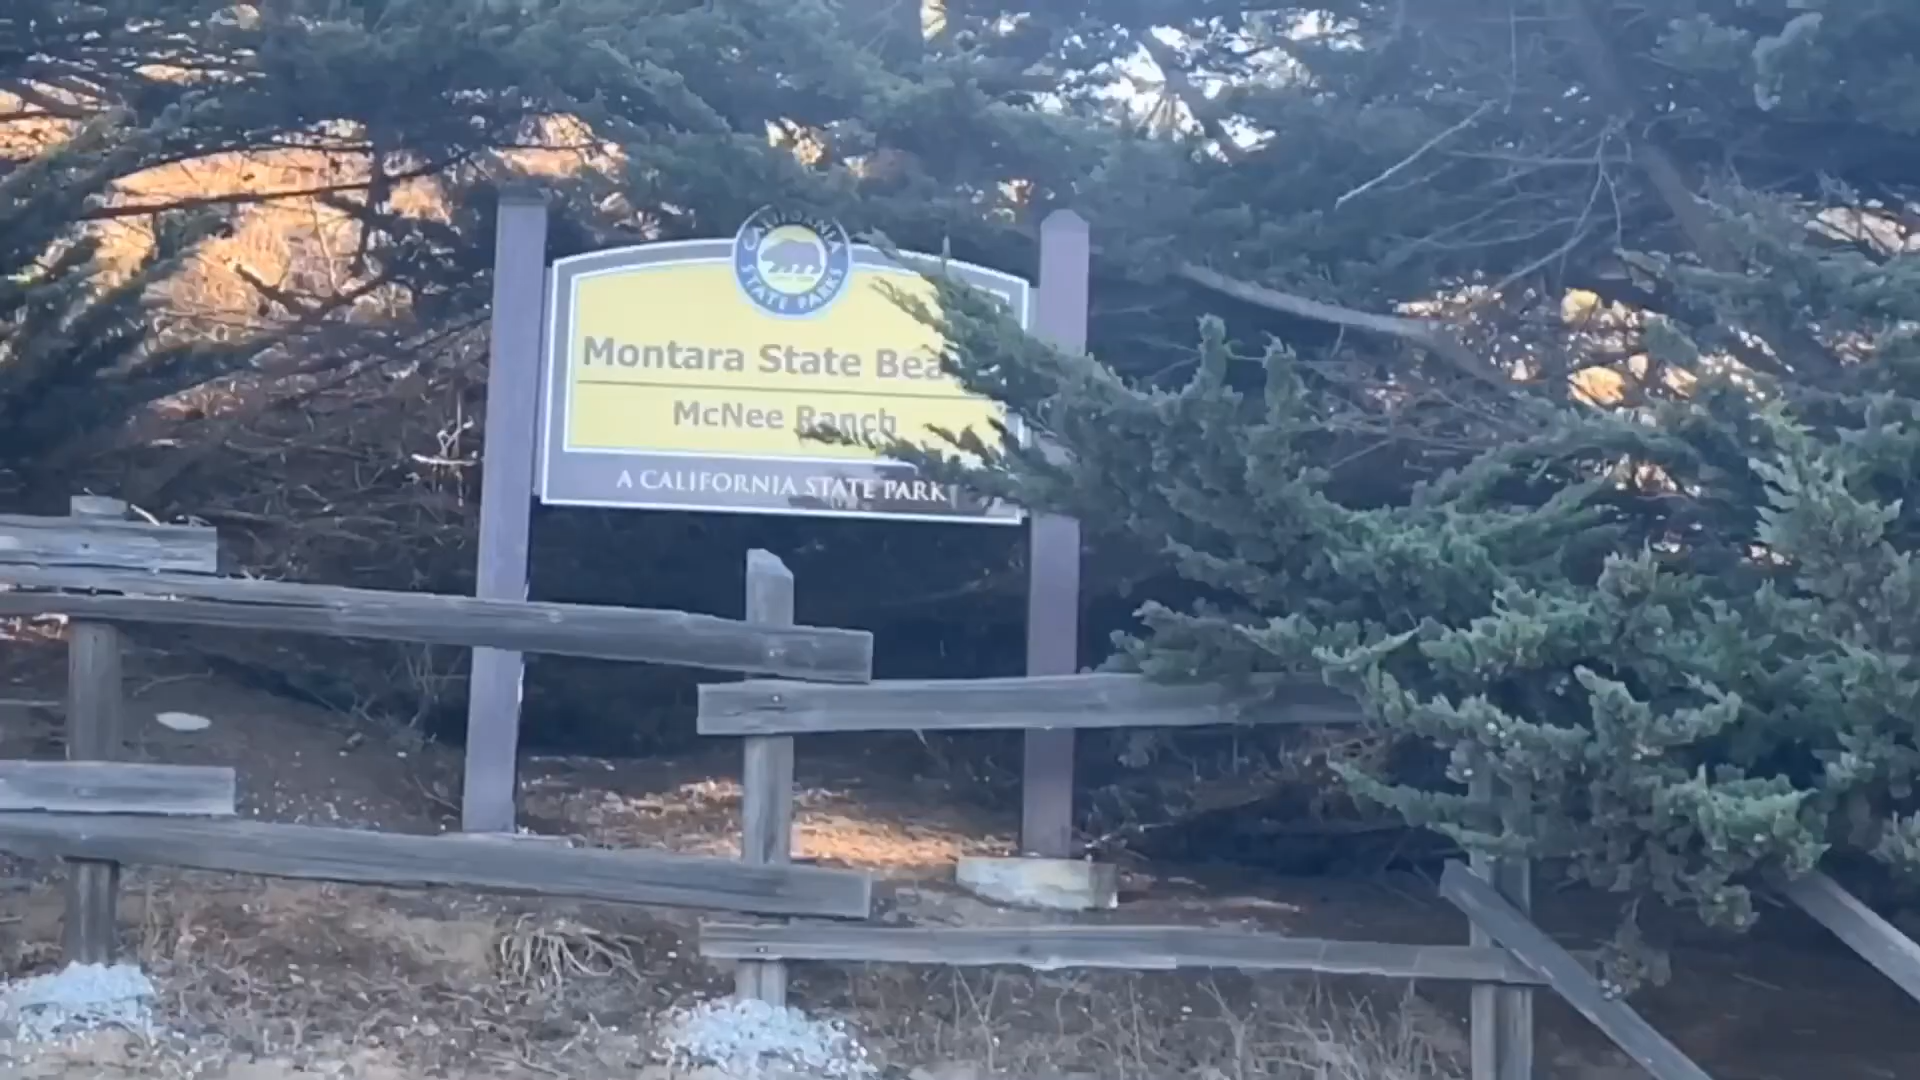 CALIFORNIA
STATE PARKS
Montara State Bea
McNee Ranch
A CALIFORNIA STATE PARK